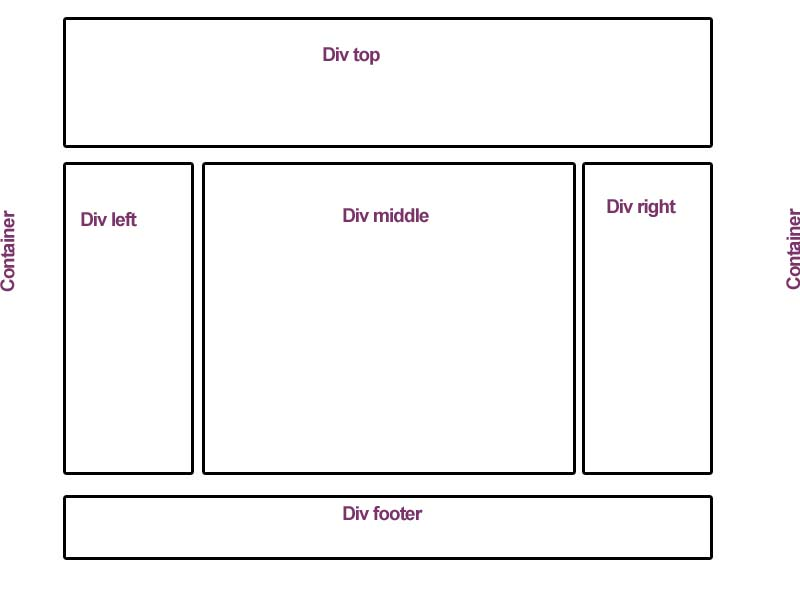 Div top
Container
Div left
Div middle
Div right
Container
Div footer